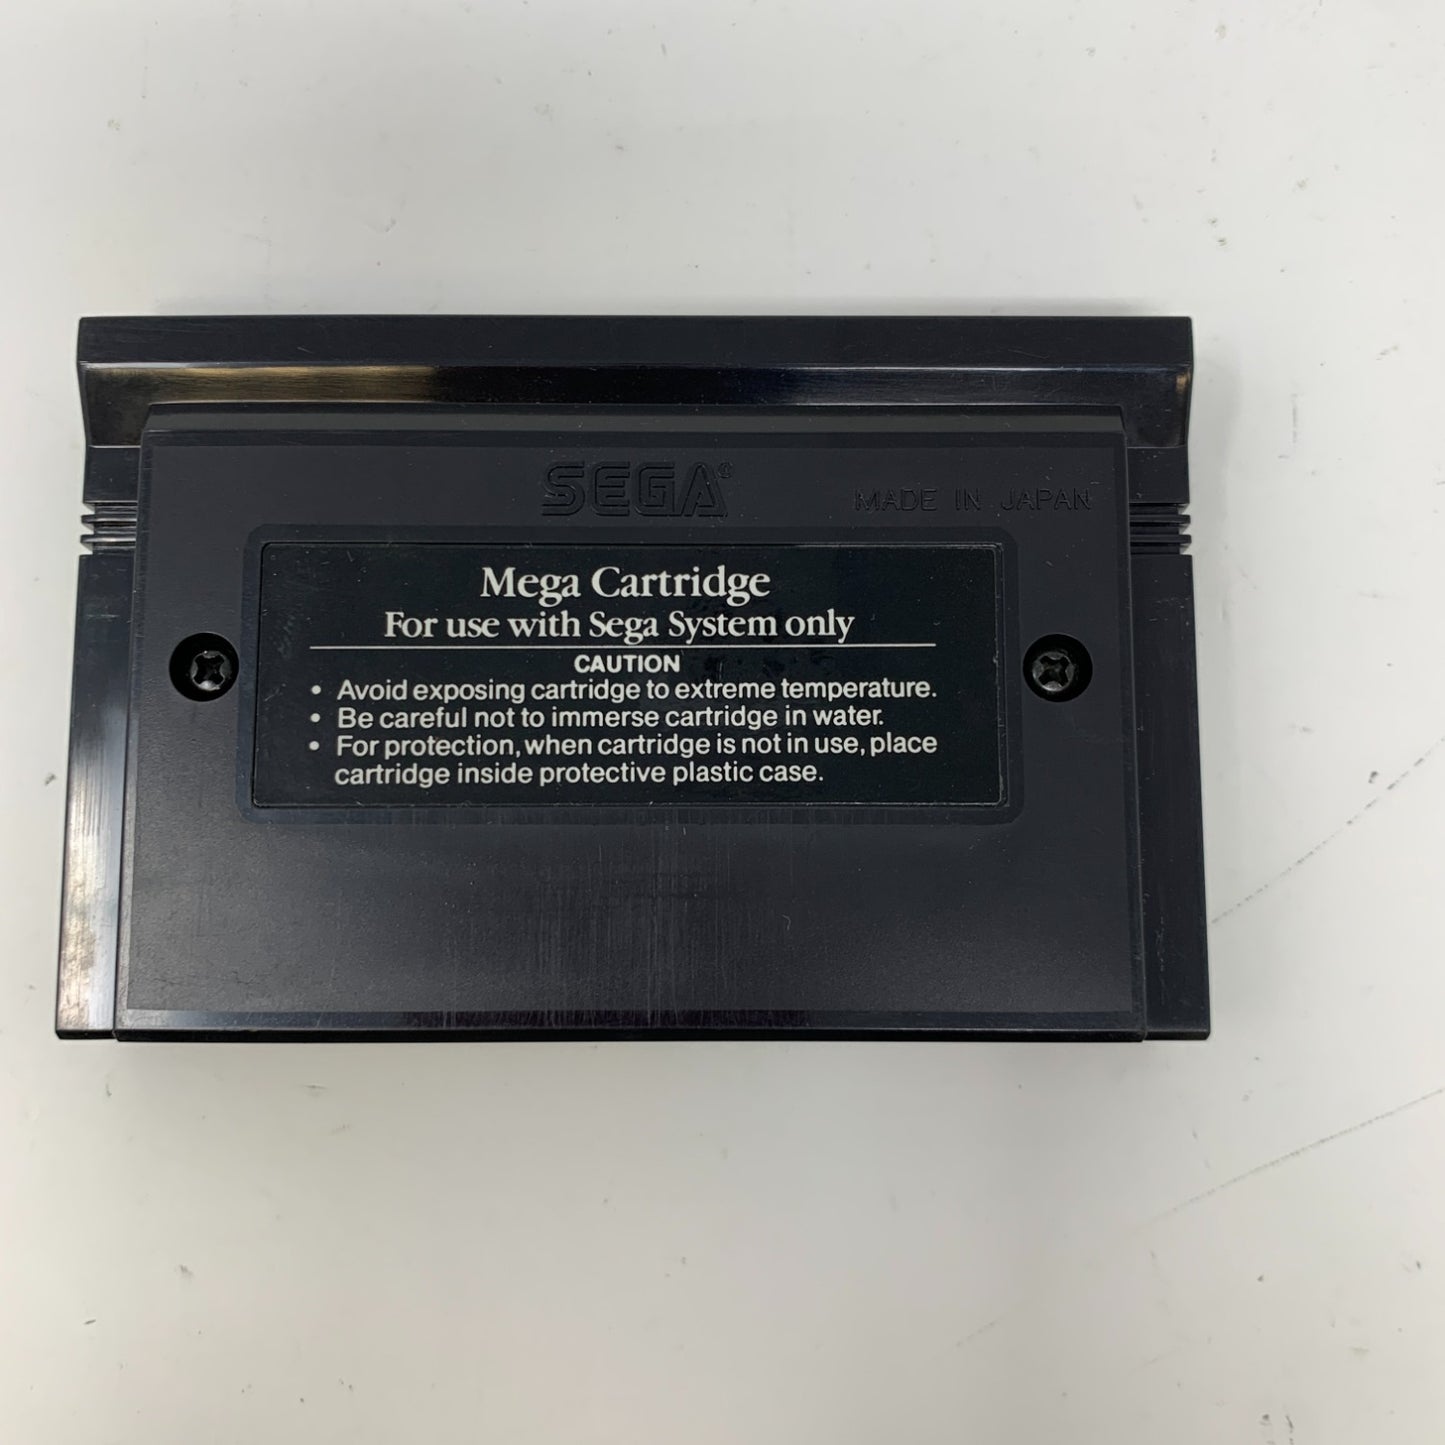 SEGA®
MADE IN JAPAN
Mega Cartridge
For use with Sega System only
CAUTION
• Avoid exposing cartridge to extreme temperature.
• Be careful not to immerse cartridge in water.
• For protection, when cartridge is not in use, place
cartridge inside protective plastic case.